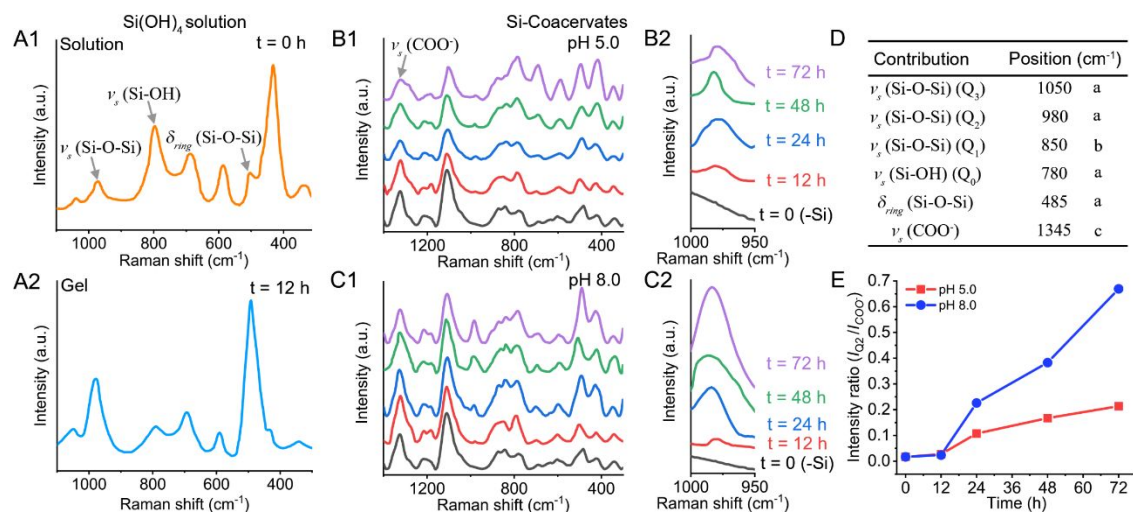 Si(OH)4 solution
Si-Coacervates
A1
Solution
t = 0 h
νs (Si-OH)
νs (Si-O-Si)
δring (Si-O-Si)
Intensity (a.u.)
1000 800 600 400
Raman shift (cm-1)
B1
νs (COO-)
pH 5.0
Intensity (a.u.)
1200 1000 800 600 400
Raman shift (cm-1)
B2
t = 72 h
t = 48 h
t = 24 h
t = 12 h
t = 0 (-Si)
Intensity (a.u.)
1000 950
Raman shift (cm-1)
D
Contribution Position (cm-1)
νs (Si-O-Si) (Q3) 1050 a
νs (Si-O-Si) (Q2) 980 a
νs (Si-O-Si) (Q1) 850 b
νs (Si-OH) (Q0) 780 a
δring (Si-O-Si) 485 a
νs (COO-) 1345 c
A2
Gel
t = 12 h
Intensity (a.u.)
1000 800 600 400
Raman shift (cm-1)
C1
pH 8.0
Intensity (a.u.)
1200 1000 800 600 400
Raman shift (cm-1)
C2
t = 72 h
t = 48 h
t = 24 h
t = 12 h
t = 0 (-Si)
Intensity (a.u.)
1000 950
Raman shift (cm-1)
E
pH 5.0
pH 8.0
Intensity ratio (IQ2/ICOO-)
0.7
0.6
0.5
0.4
0.3
0.2
0.1
0.0
0 12 24 36 48 60 72
Time (h)